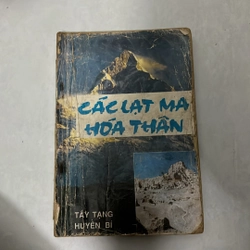 CÁC LẠT MA
HÓA THÂN
TÂY TẠNG
HUYỀN BÍ